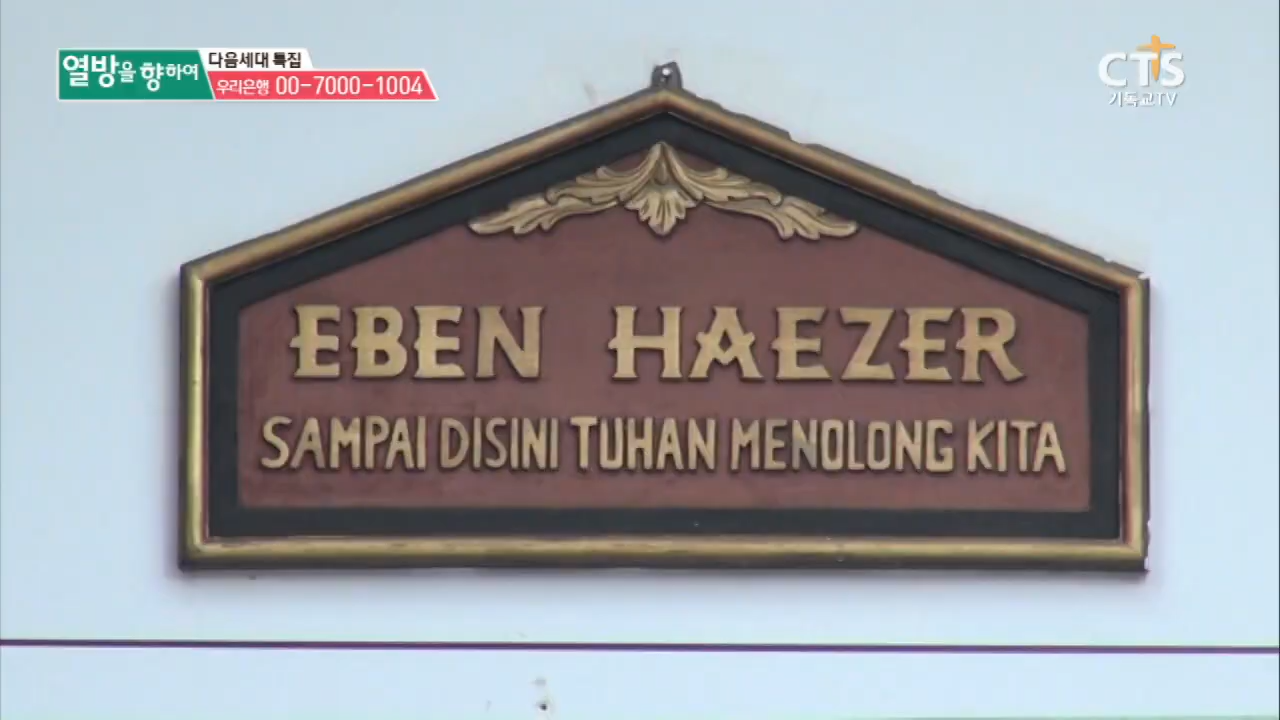 열방을 향하여
다음세대 특집
우리은행 00-7000-1004
CTS
기독교TV
EBEN HAEZER
SAMPAI DISINI TUHAN MENOLONG KITA